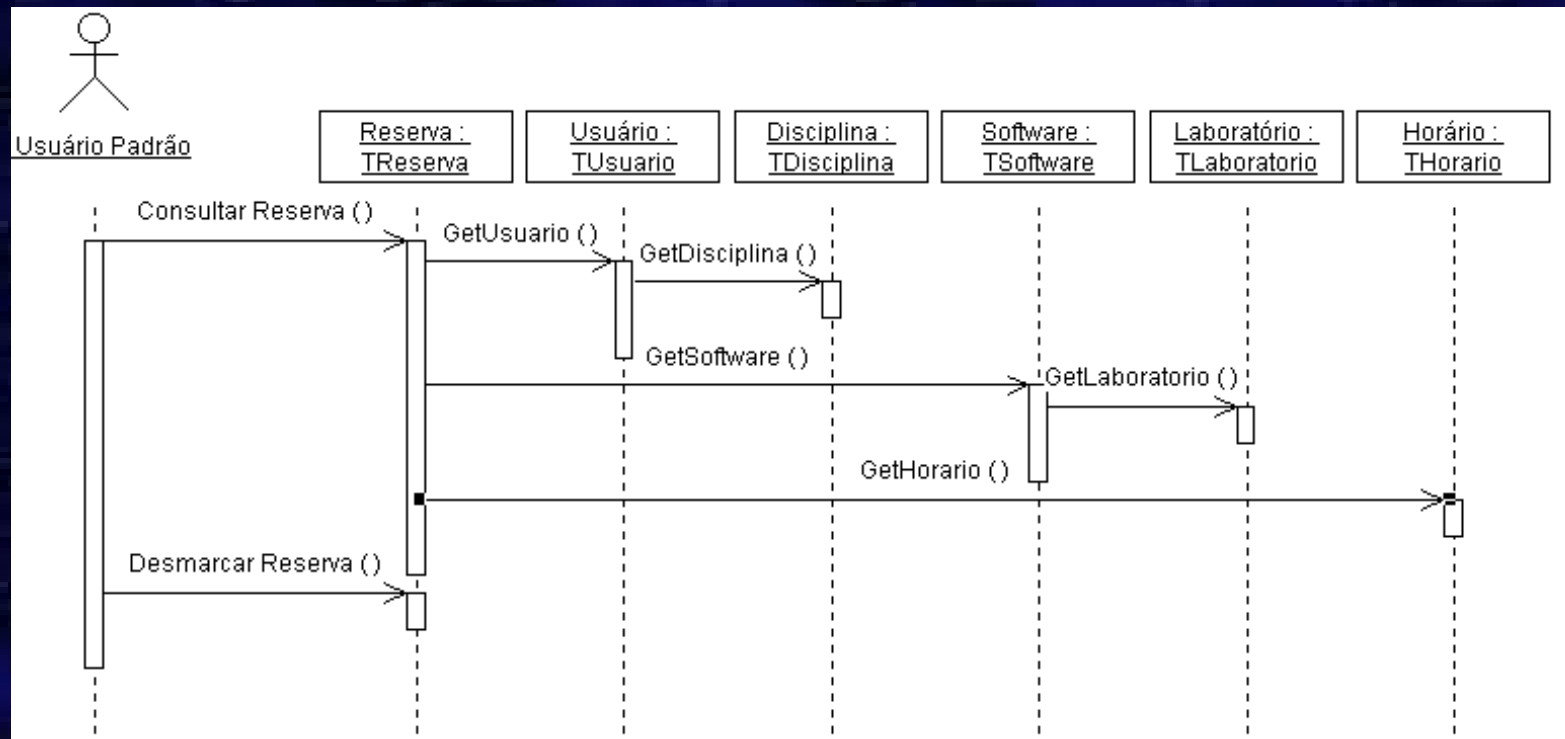 Usuário Padrão
Reserva :
TReserva
Usuário :
TUsuario
Disciplina :
TDisciplina
Software :
TSoftware
Laboratório :
TLaboratorio
Horário :
THorario
Consultar Reserva ()
GetUsuario ()
GetDisciplina ()
GetSoftware ()
GetLaboratorio ()
GetHorario ()
Desmarcar Reserva ()